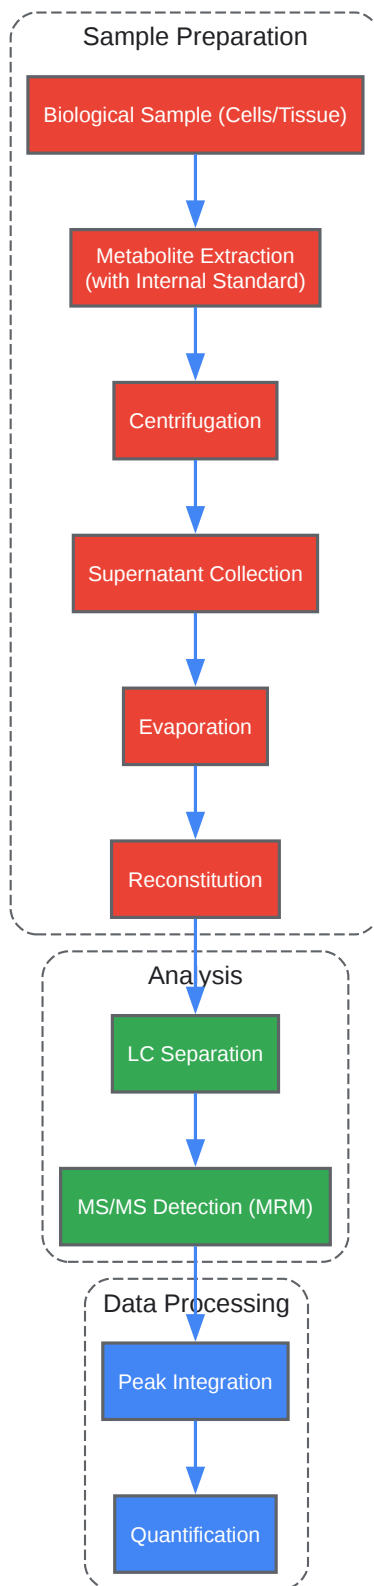 Sample Preparation
Biological Sample (Cells/Tissue)
Metabolite Extraction
(with Internal Standard)
Centrifugation
Supernatant Collection
Evaporation
Reconstitution
Analysis
LC Separation
MS/MS Detection (MRM)
Data Processing
Peak Integration
Quantification